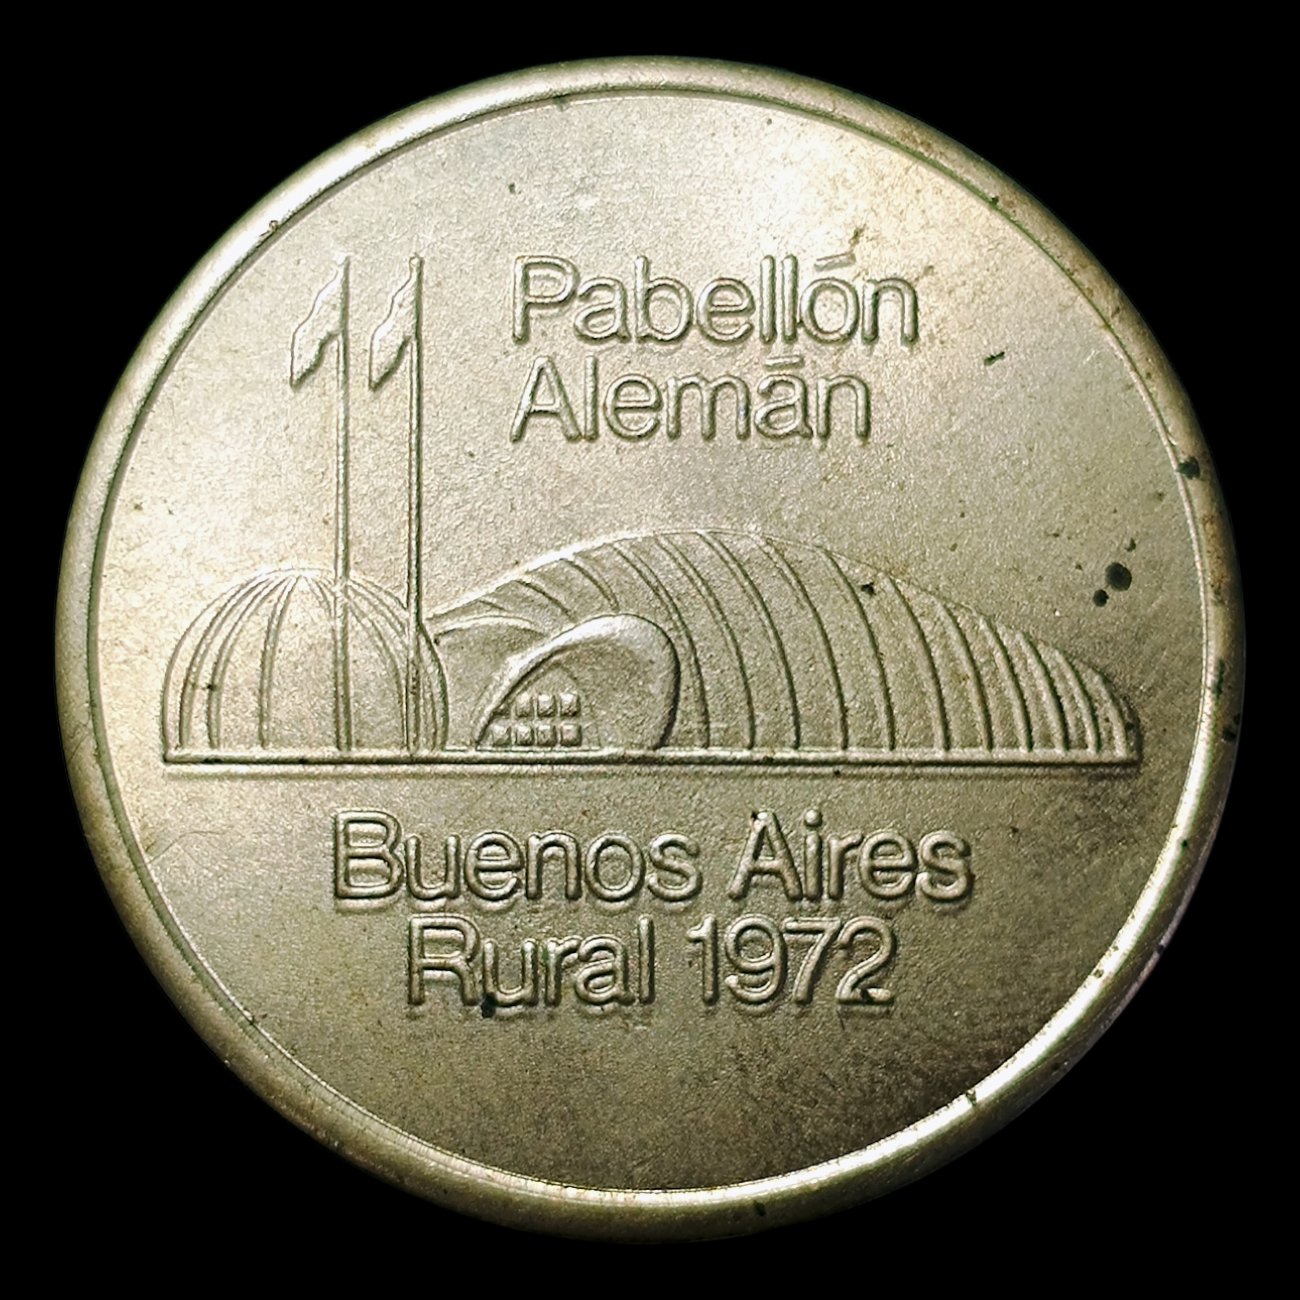 Pabellón
Alemán
Buenos Aires
Rural 1972